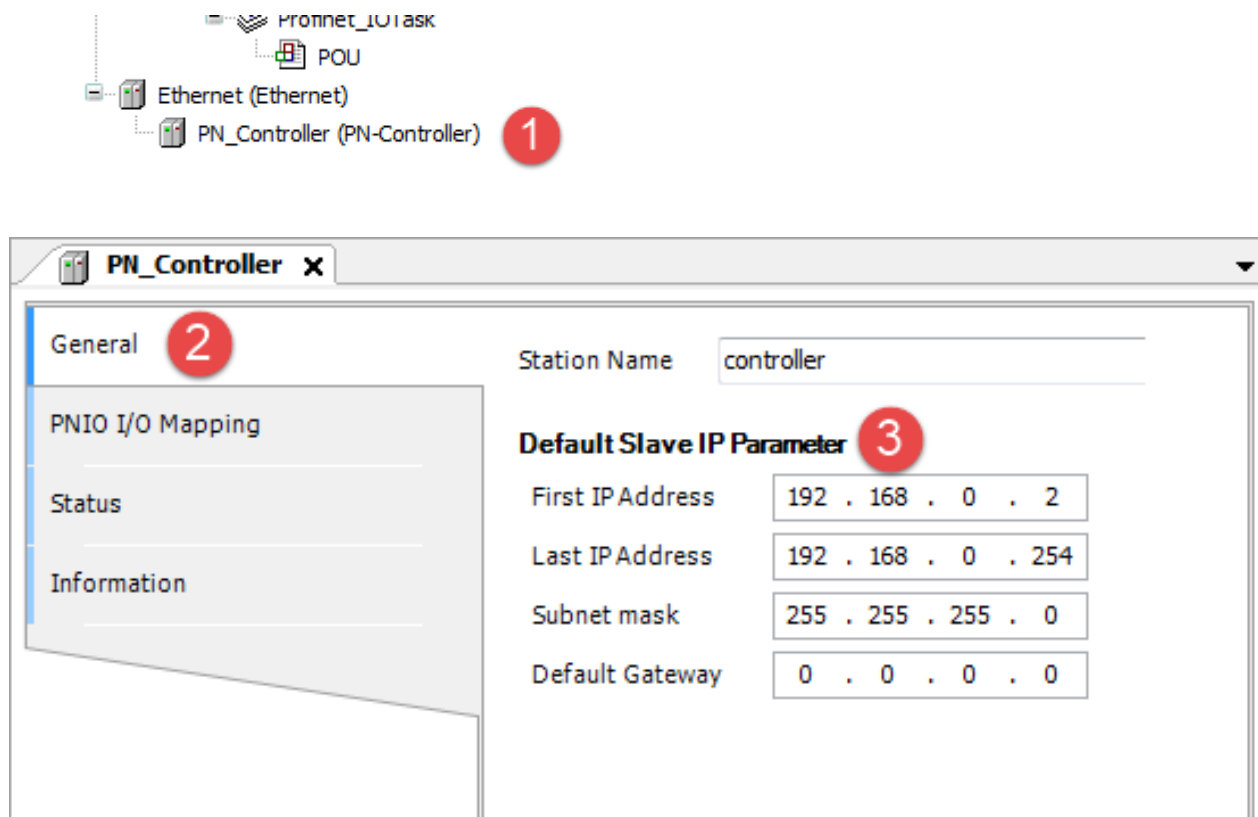 Profinet_IOTask
POU
Ethernet (Ethernet)
PN_Controller (PN-Controller) 1
PN_Controller x
General 2
Station Name controller
PNIO I/O Mapping
Default Slave IP Parameter 3
First IP Address 192 . 168 . 0 . 2
Status
Last IP Address 192 . 168 . 0 . 254
Information
Subnet mask 255 . 255 . 255 . 0
Default Gateway 0 . 0 . 0 . 0